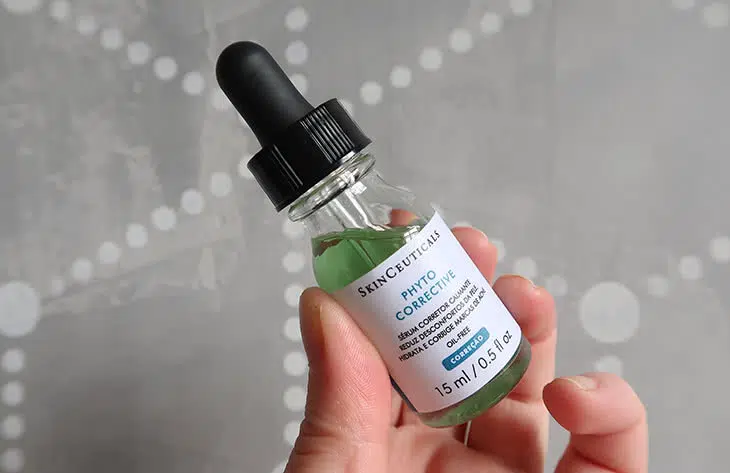 SKINCEUTICALS
PHYTO
CORRECTIVE
SÉRUM CORRETOR CALMANTE
REDUZ DESCONFORTOS DA PELE,
HIDRATA E CORRIGE MARCAS DE ACNE
OIL-FREE
CORREÇÃO
15 ml / 0.5 fl oz